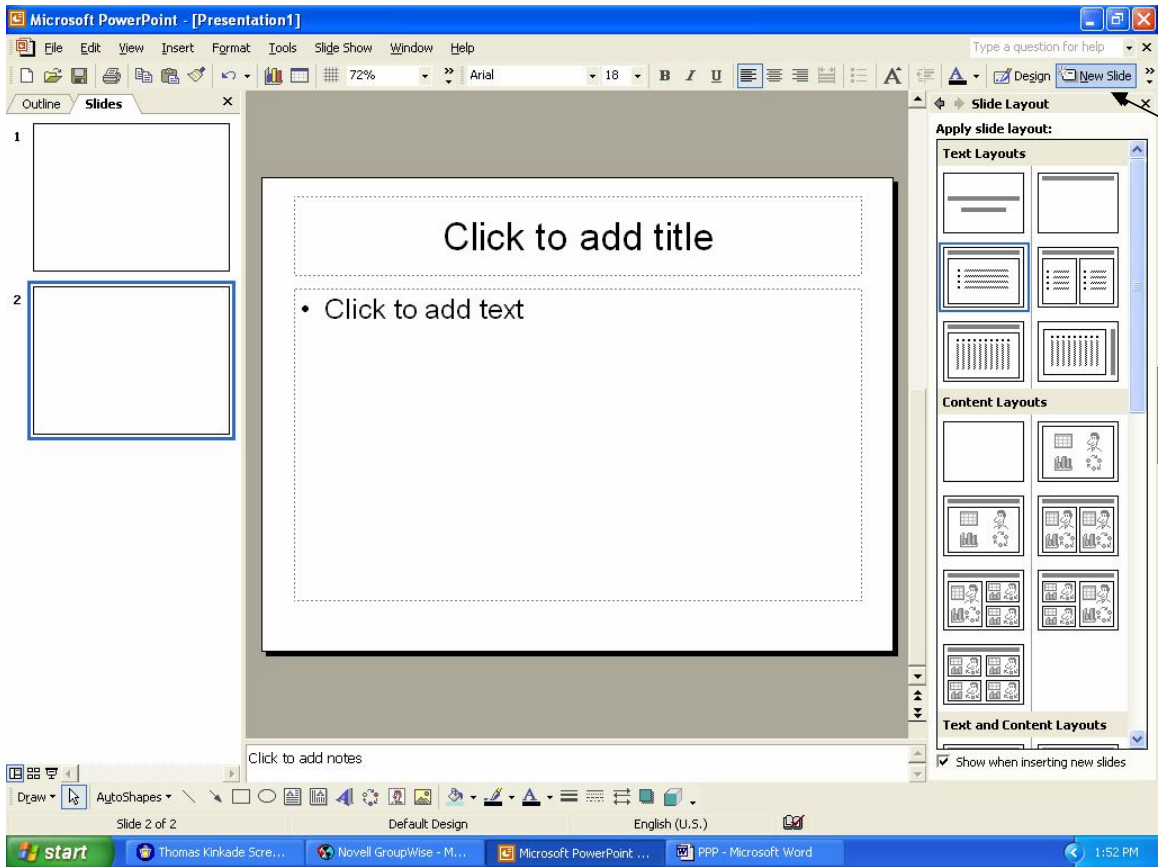 Microsoft PowerPoint - [Presentation1]
File Edit View Insert Format Tools Slide Show Window Help Type a question for help
72% Arial 18 B I U A A Design New Slide
Outline Slides Slide Layout
Apply slide layout:
1
Text Layouts
Click to add title
2
• Click to add text
Content Layouts
Text and Content Layouts
Click to add notes
Show when inserting new slides
Draw AutoShapes A A
Slide 2 of 2 Default Design English (U.S.)
start Thomas Kinkade Scre... Novell GroupWise - M... Microsoft PowerPoint ... PPP - Microsoft Word 1:52 PM